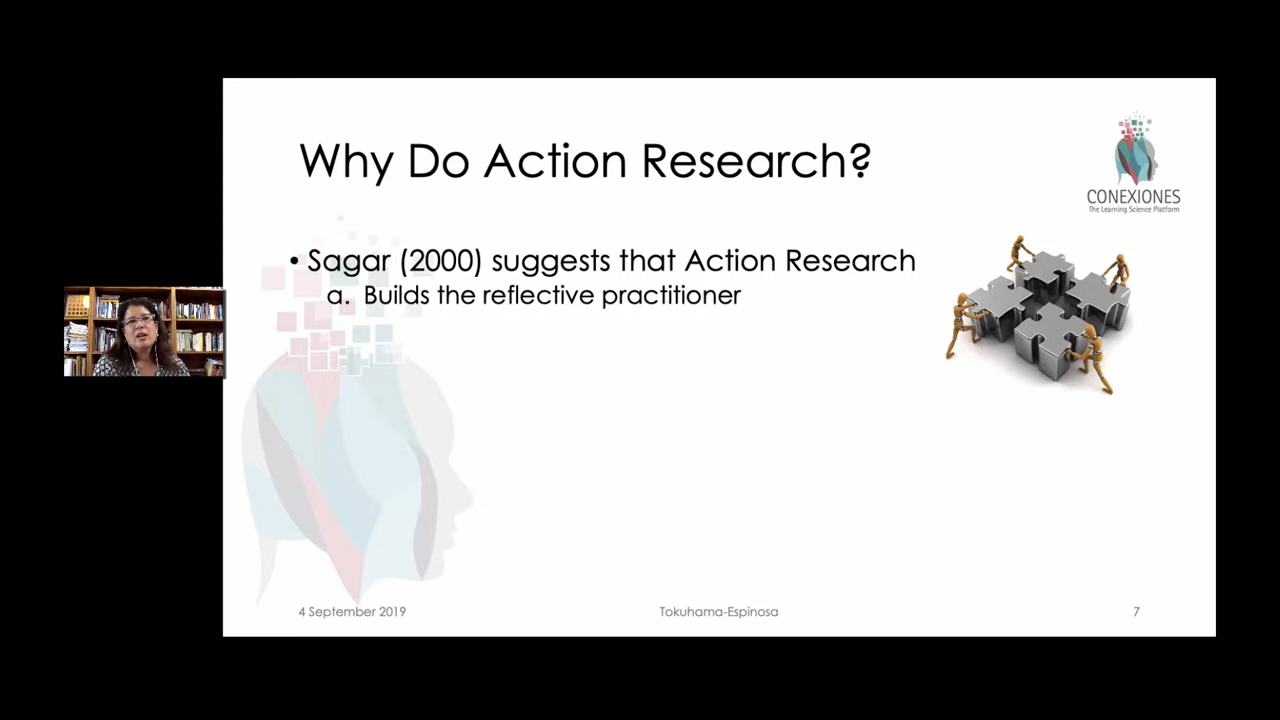 Why Do Action Research?
CONEXIONES
The Learning Science Platform
• Sagar (2000) suggests that Action Research
a. Builds the reflective practitioner
4 September 2019
Tokuhama-Espinosa
7